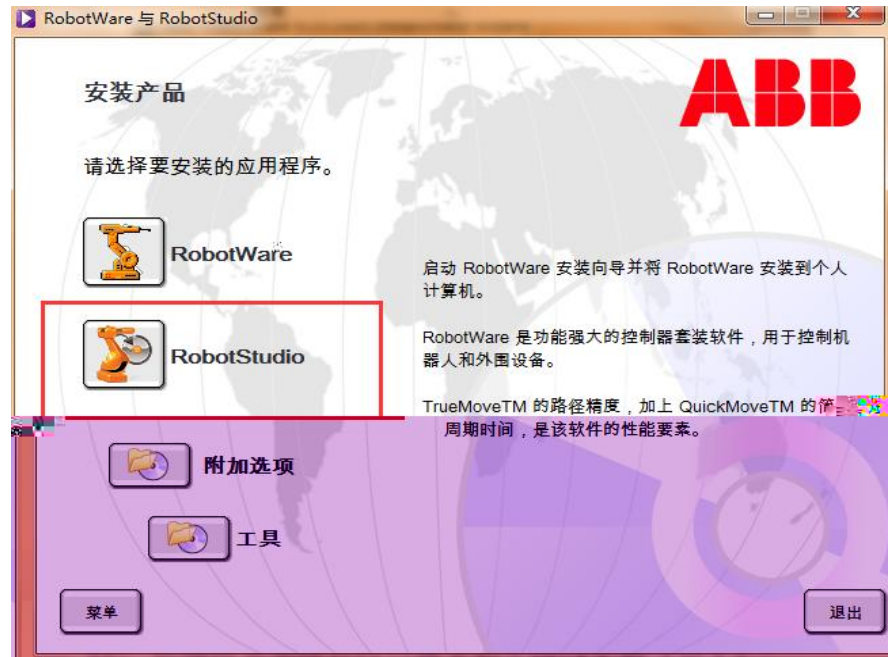 RobotWare 与 RobotStudio
ABB
安装产品
请选择要安装的应用程序。
RobotWare
RobotStudio
启动 RobotWare 安装向导并将 RobotWare 安装到个人
计算机。
RobotWare 是功能强大的控制器套装软件，用于控制机
器人和外围设备。
TrueMoveTM 的路径精度，加上 QuickMoveTM 的
周期时间，是该软件的性能要素。
附加选项
工具
菜单
退出